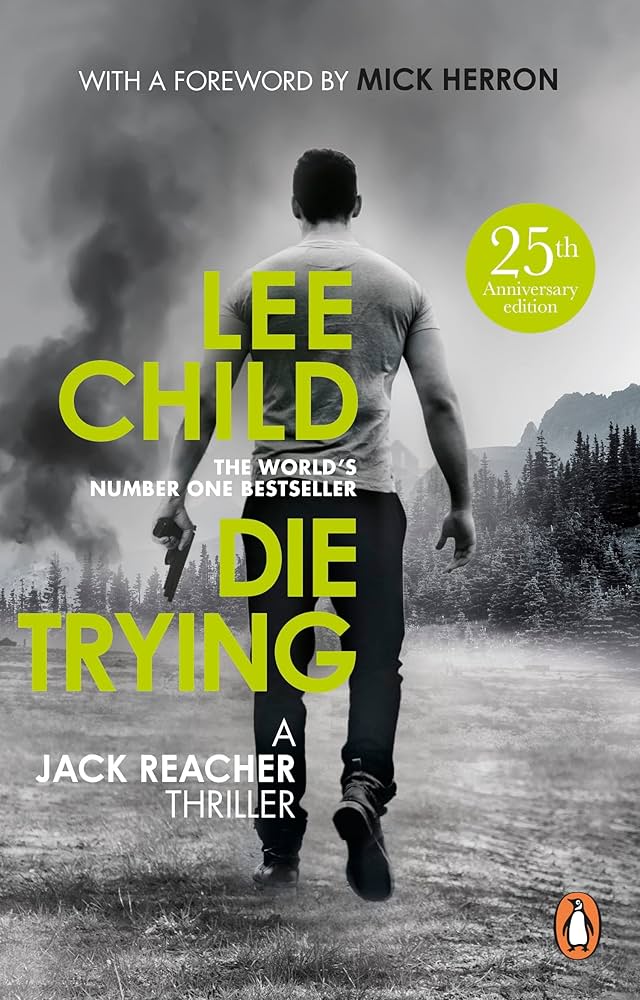 WITH A FOREWORD BY MICK HERRON
25th
Anniversary
edition
LEE
CHILD
THE WORLD'S
NUMBER ONE BESTSELLER
DIE
TRYING
A
JACK REACHER
THRILLER